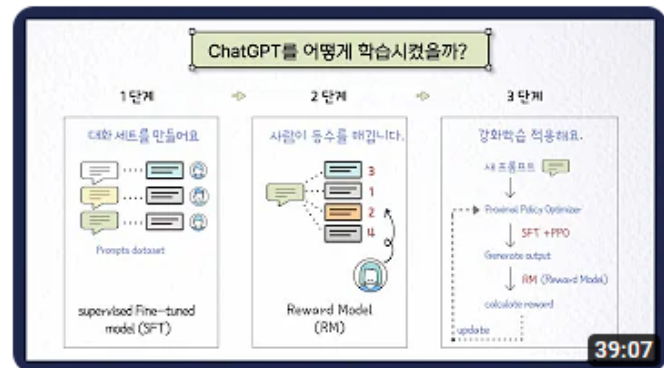 ChatGPT를 어떻게 학습시켰을까?
1 단계
2 단계
3 단계
대화 세트를 만들어요
Prompts dataset
supervised Fine-tuned
model (SFT)
사람이 등수를 매깁니다.
3
1
2
4
Reward Model
(RM)
강화학습 적용해요.
새 프롬프트
Proximal Policy Optimizer
SFT +PPO
Generate output
RM (Reward Model)
calculate reward
update
39:07